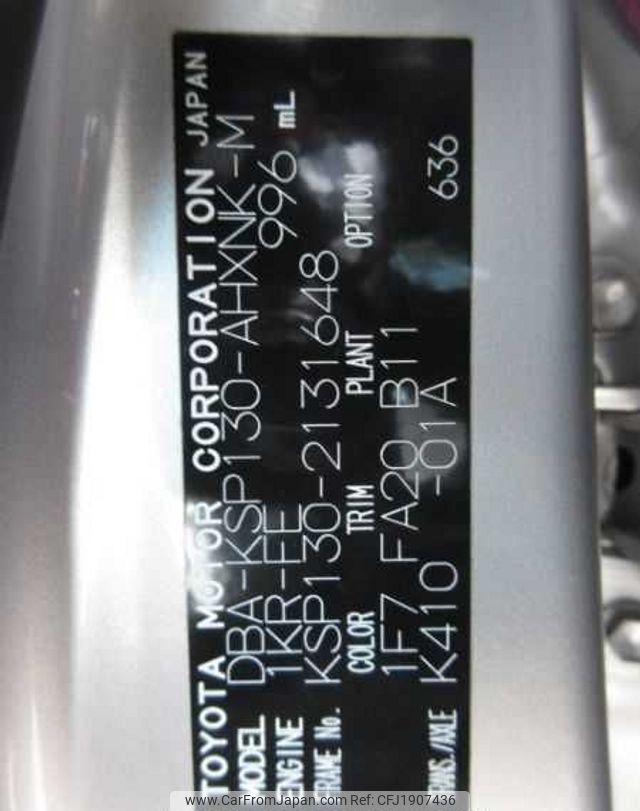 TOYOTA MOTOR CORPORATION JAPAN
MODEL DBA-KSP130-AHXNK-M
ENGINE 1KR-FE 996 mL
FRAME No. KSP130-2131648
COLOR TRIM PLANT OPTION
1F7 FA20 B11 636
TRANS./AXLE K410 -01A
www.CarFromJapan.com - CFJ1907436